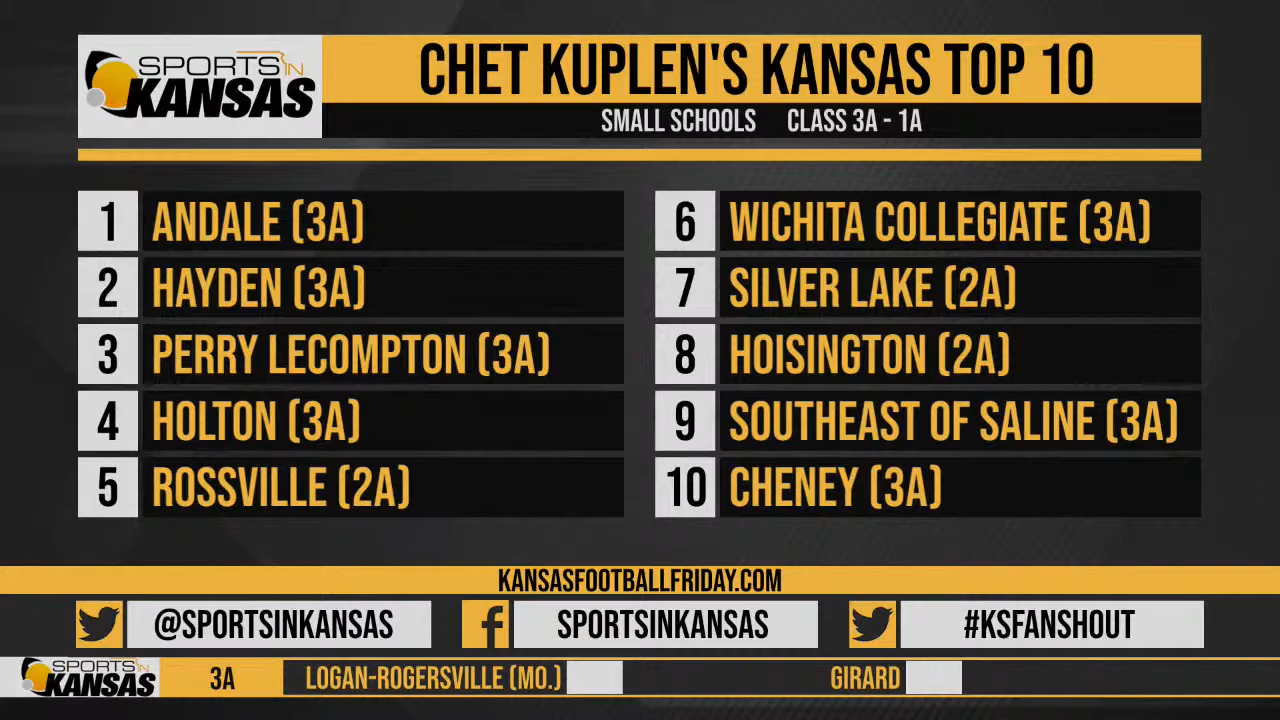 SPORTS IN
KANSAS
CHET KUPLEN'S KANSAS TOP 10
SMALL SCHOOLS CLASS 3A - 1A
1 ANDALE (3A)
2 HAYDEN (3A)
3 PERRY LECOMPTON (3A)
4 HOLTON (3A)
5 ROSSVILLE (2A)
6 WICHITA COLLEGIATE (3A)
7 SILVER LAKE (2A)
8 HOISINGTON (2A)
9 SOUTHEAST OF SALINE (3A)
10 CHENEY (3A)
KANSASFOOTBALLFRIDAY.COM
@SPORTSINKANSAS SPORTSINKANSAS #KSFANSHOUT
SPORTS IN
KANSAS
3A LOGAN-ROGERSVILLE (MO.) GIRARD